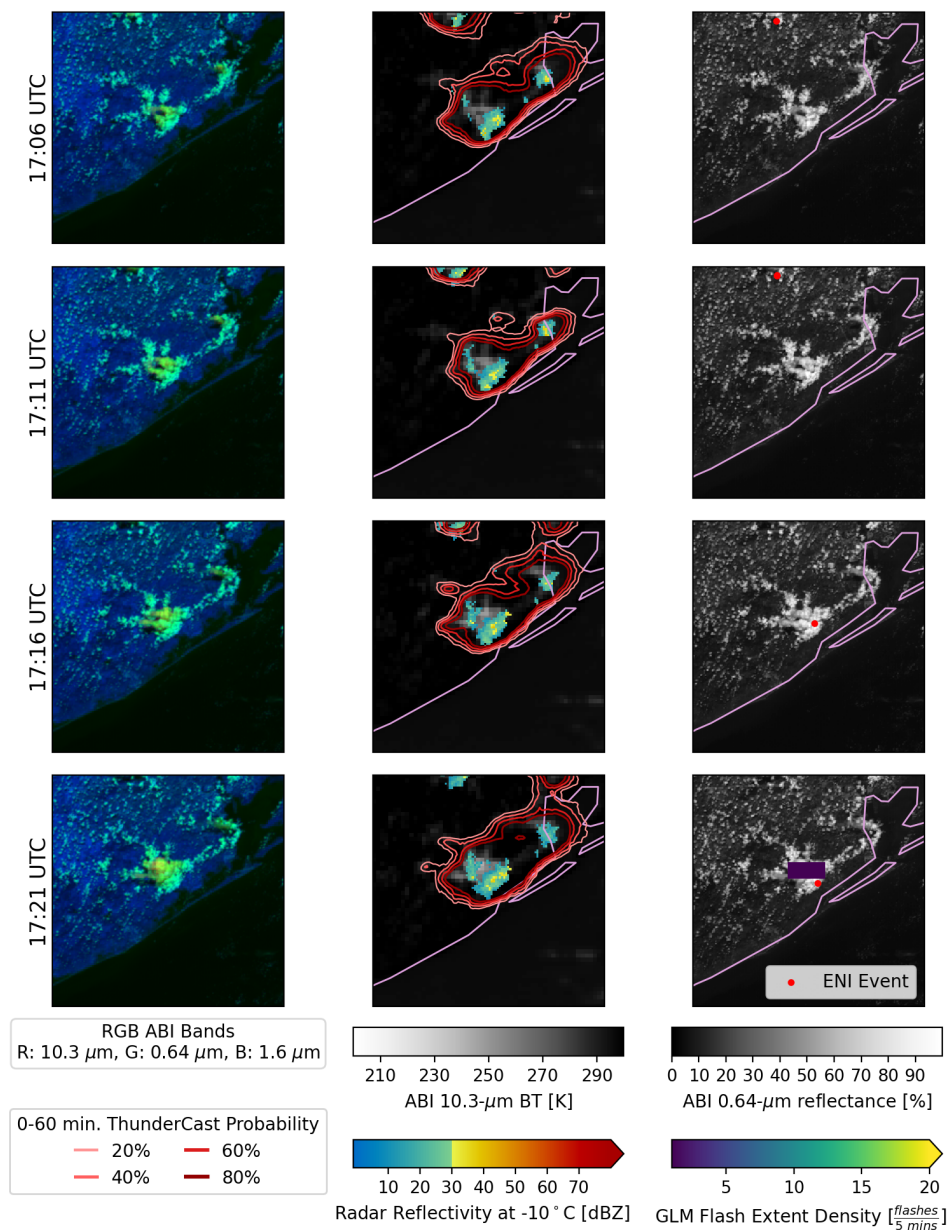 17:06 UTC
17:11 UTC
17:16 UTC
17:21 UTC
ENI Event
RGB ABI Bands
R: 10.3 μm, G: 0.64 μm, B: 1.6 μm
210 230 250 270 290
ABI 10.3-μm BT [K]
0 10 20 30 40 50 60 70 80 90
ABI 0.64-μm reflectance [%]
0-60 min. ThunderCast Probability
20% 60%
40% 80%
10 20 30 40 50 60 70
Radar Reflectivity at -10°C [dBZ]
5 10 15 20
GLM Flash Extent Density [flashes/5 mins]